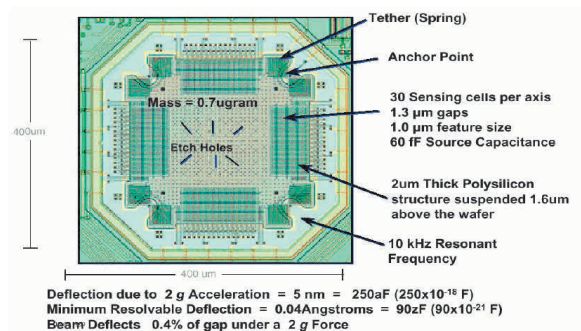 Tether (Spring)
Anchor Point
Mass = 0.7ugram
30 Sensing cells per axis
1.3 µm gaps
1.0 µm feature size
60 fF Source Capacitance
400um
Etch Holes
2um Thick Polysilicon
structure suspended 1.6um
above the wafer
10 kHz Resonant
Frequency
400 um
Deflection due to 2 g Acceleration = 5 nm = 250aF (250x10⁻¹⁸ F)
Minimum Resolvable Deflection = 0.04Angstroms = 90zF (90x10⁻²¹ F)
Beam Deflects 0.4% of gap under a 2 g Force